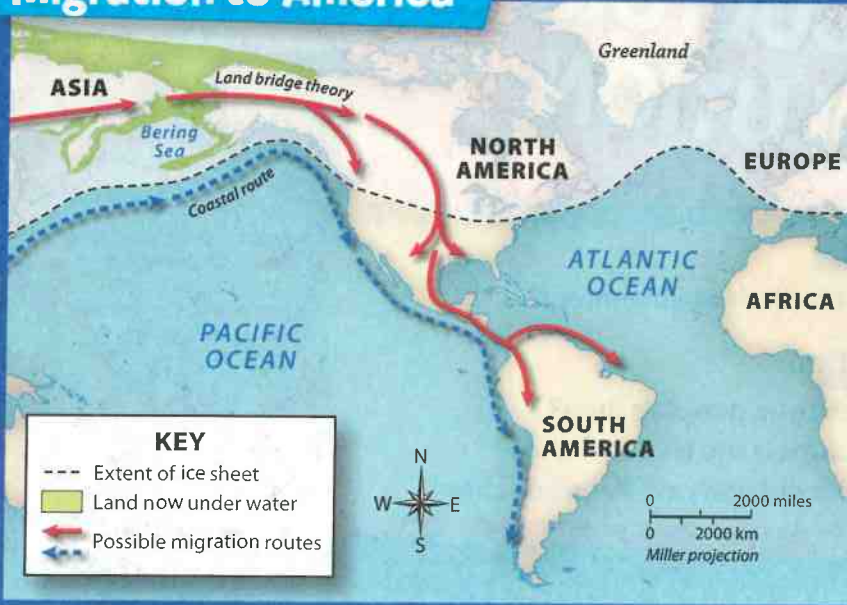 Migration to America
Greenland
ASIA
Land bridge theory
Bering
Sea
NORTH
AMERICA
EUROPE
Coastal route
ATLANTIC
OCEAN
AFRICA
PACIFIC
OCEAN
SOUTH
AMERICA
KEY
Extent of ice sheet
Land now under water
Possible migration routes
N
W
E
S
0 2000 miles
0 2000 km
Miller projection